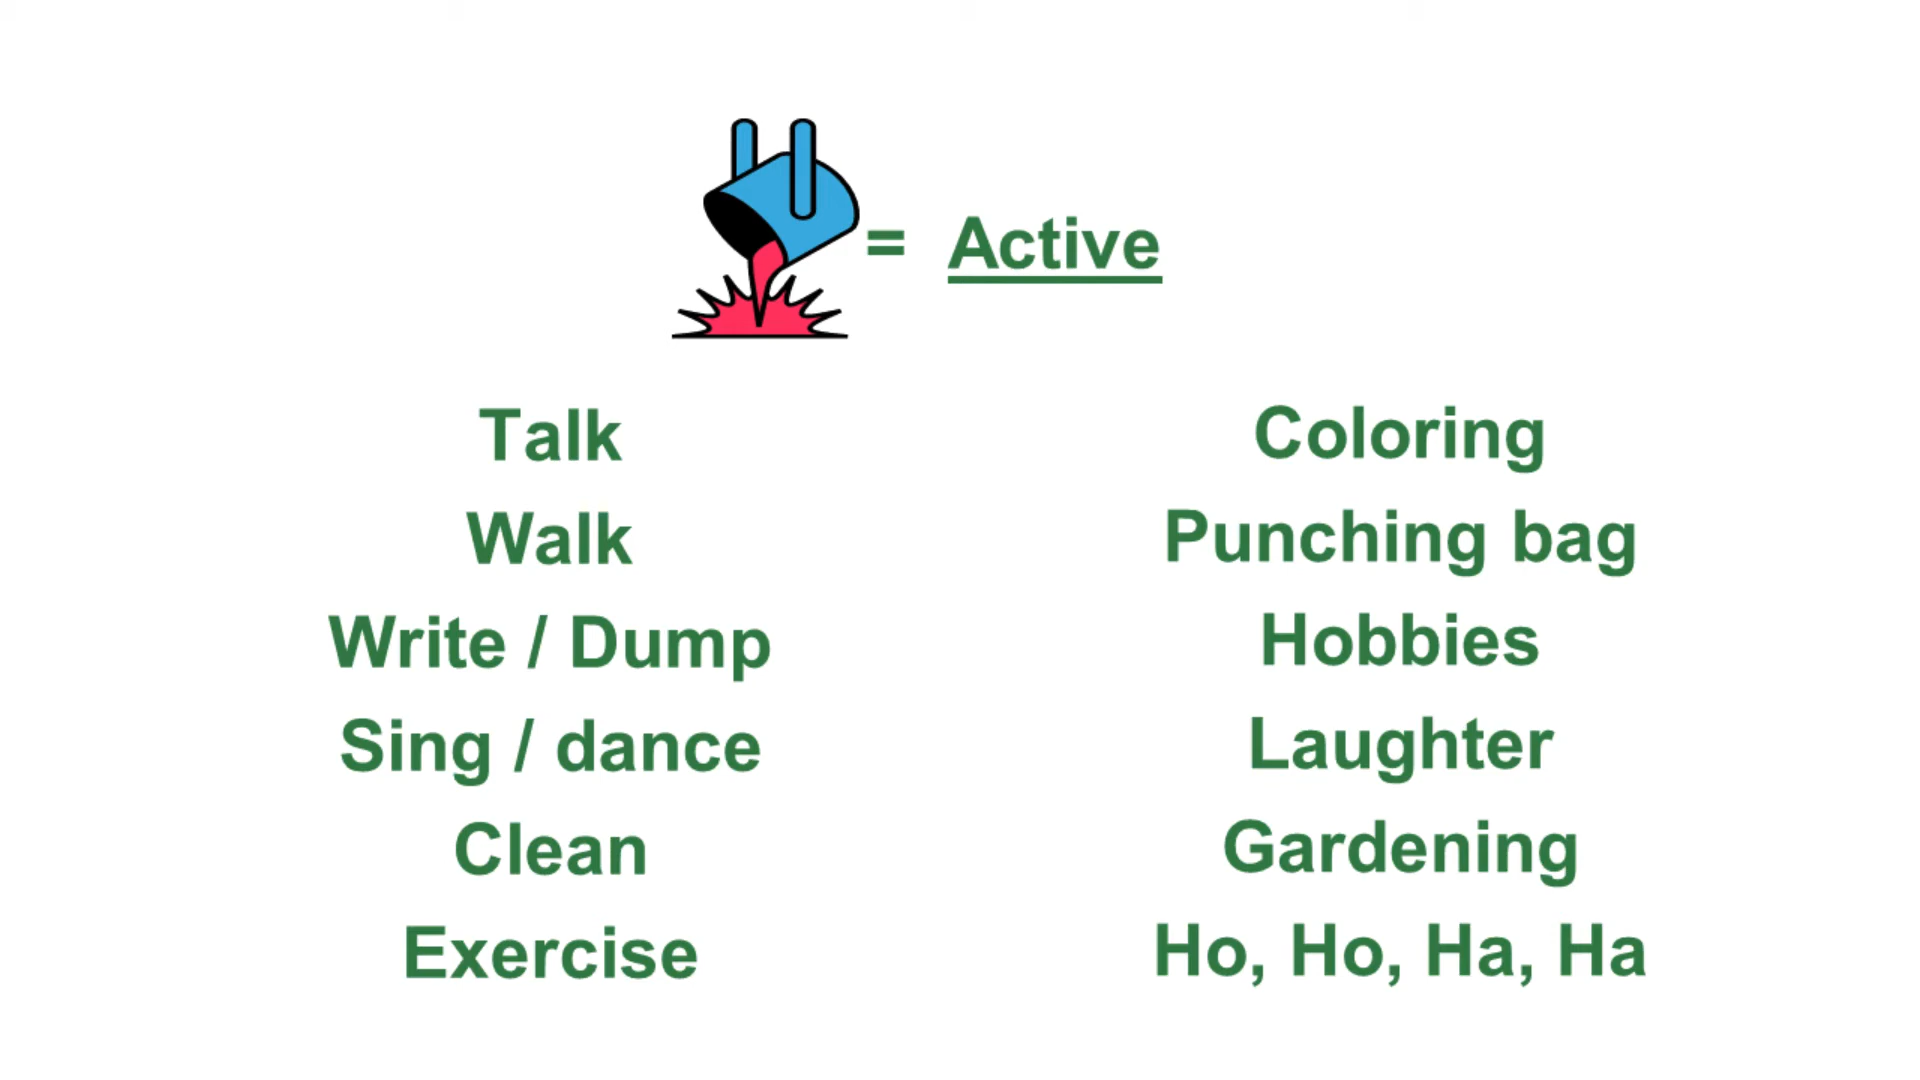 = Active
Talk
Walk
Write / Dump
Sing / dance
Clean
Exercise
Coloring
Punching bag
Hobbies
Laughter
Gardening
Ho, Ho, Ha, Ha